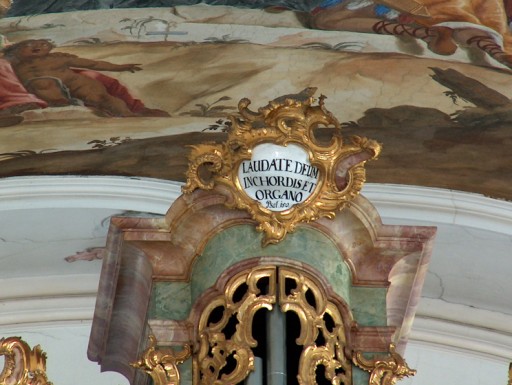 LAUDATE DEUM
IN CHORDIS ET
ORGANO